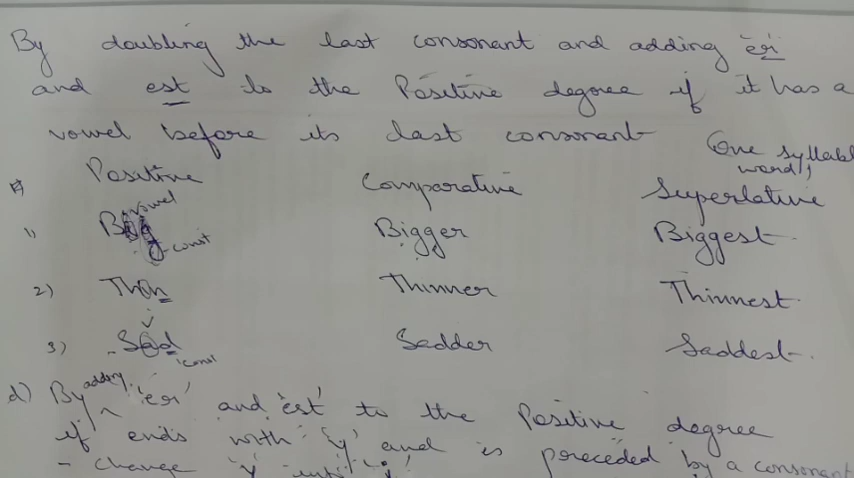 By doubling the last consonant and adding 'er'
and est to the Positive degree if it has a
vowel before its last consonant (One syllable
word)
Positive Comparative Superlative
vowel
1) Big Bigger Biggest
const
2) Thin Thinner Thinnest
v
3) Sad Sadder Saddest
const
d) By adding 'er' and 'est' to the Positive degree
if ends with 'y' and is preceded by a consonant
- change 'y' into 'i'